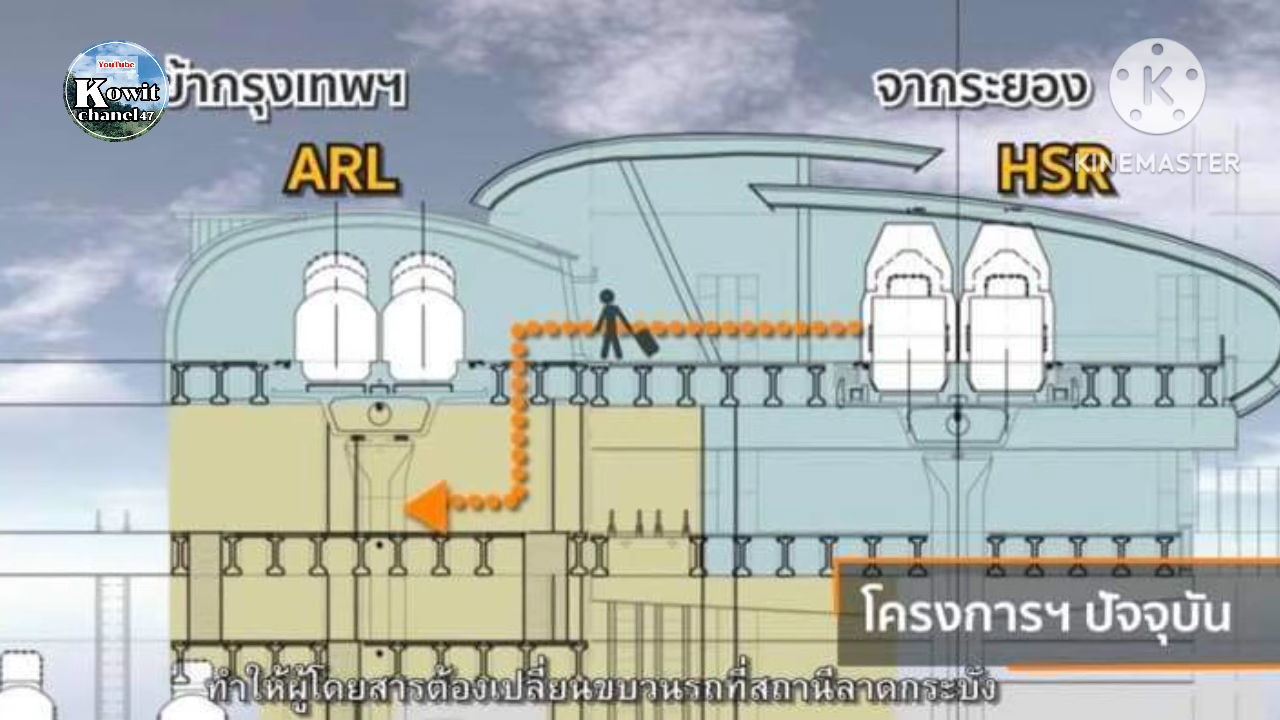 YouTube
Kowit
chanel47
เข้ากรุงเทพฯ
จากระยอง
K
KINEMASTER
ARL
HSR
โครงการฯ ปัจจุบัน
ทำให้ผู้โดยสารต้องเปลี่ยนขบวนรถที่สถานีลาดกระบัง